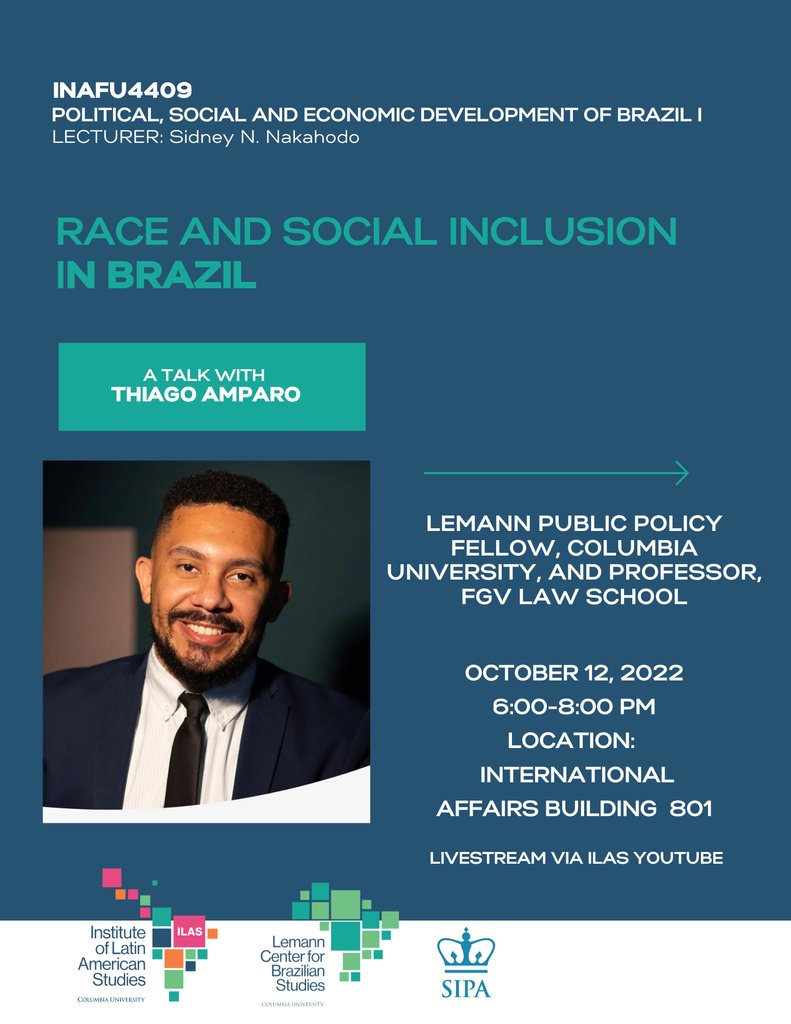 INAFU4409
POLITICAL, SOCIAL AND ECONOMIC DEVELOPMENT OF BRAZIL I
LECTURER: Sidney N. Nakahodo
RACE AND SOCIAL INCLUSION
IN BRAZIL
A TALK WITH
THIAGO AMPARO
LEMANN PUBLIC POLICY
FELLOW, COLUMBIA
UNIVERSITY, AND PROFESSOR,
FGV LAW SCHOOL
OCTOBER 12, 2022
6:00-8:00 PM
LOCATION:
INTERNATIONAL
AFFAIRS BUILDING 801
LIVESTREAM VIA ILAS YOUTUBE
Institute
of Latin
American
Studies
COLUMBIA UNIVERSITY
ILAS
Lemann
Center for
Brazilian
Studies
COLUMBIA UNIVERSITY
SIPA